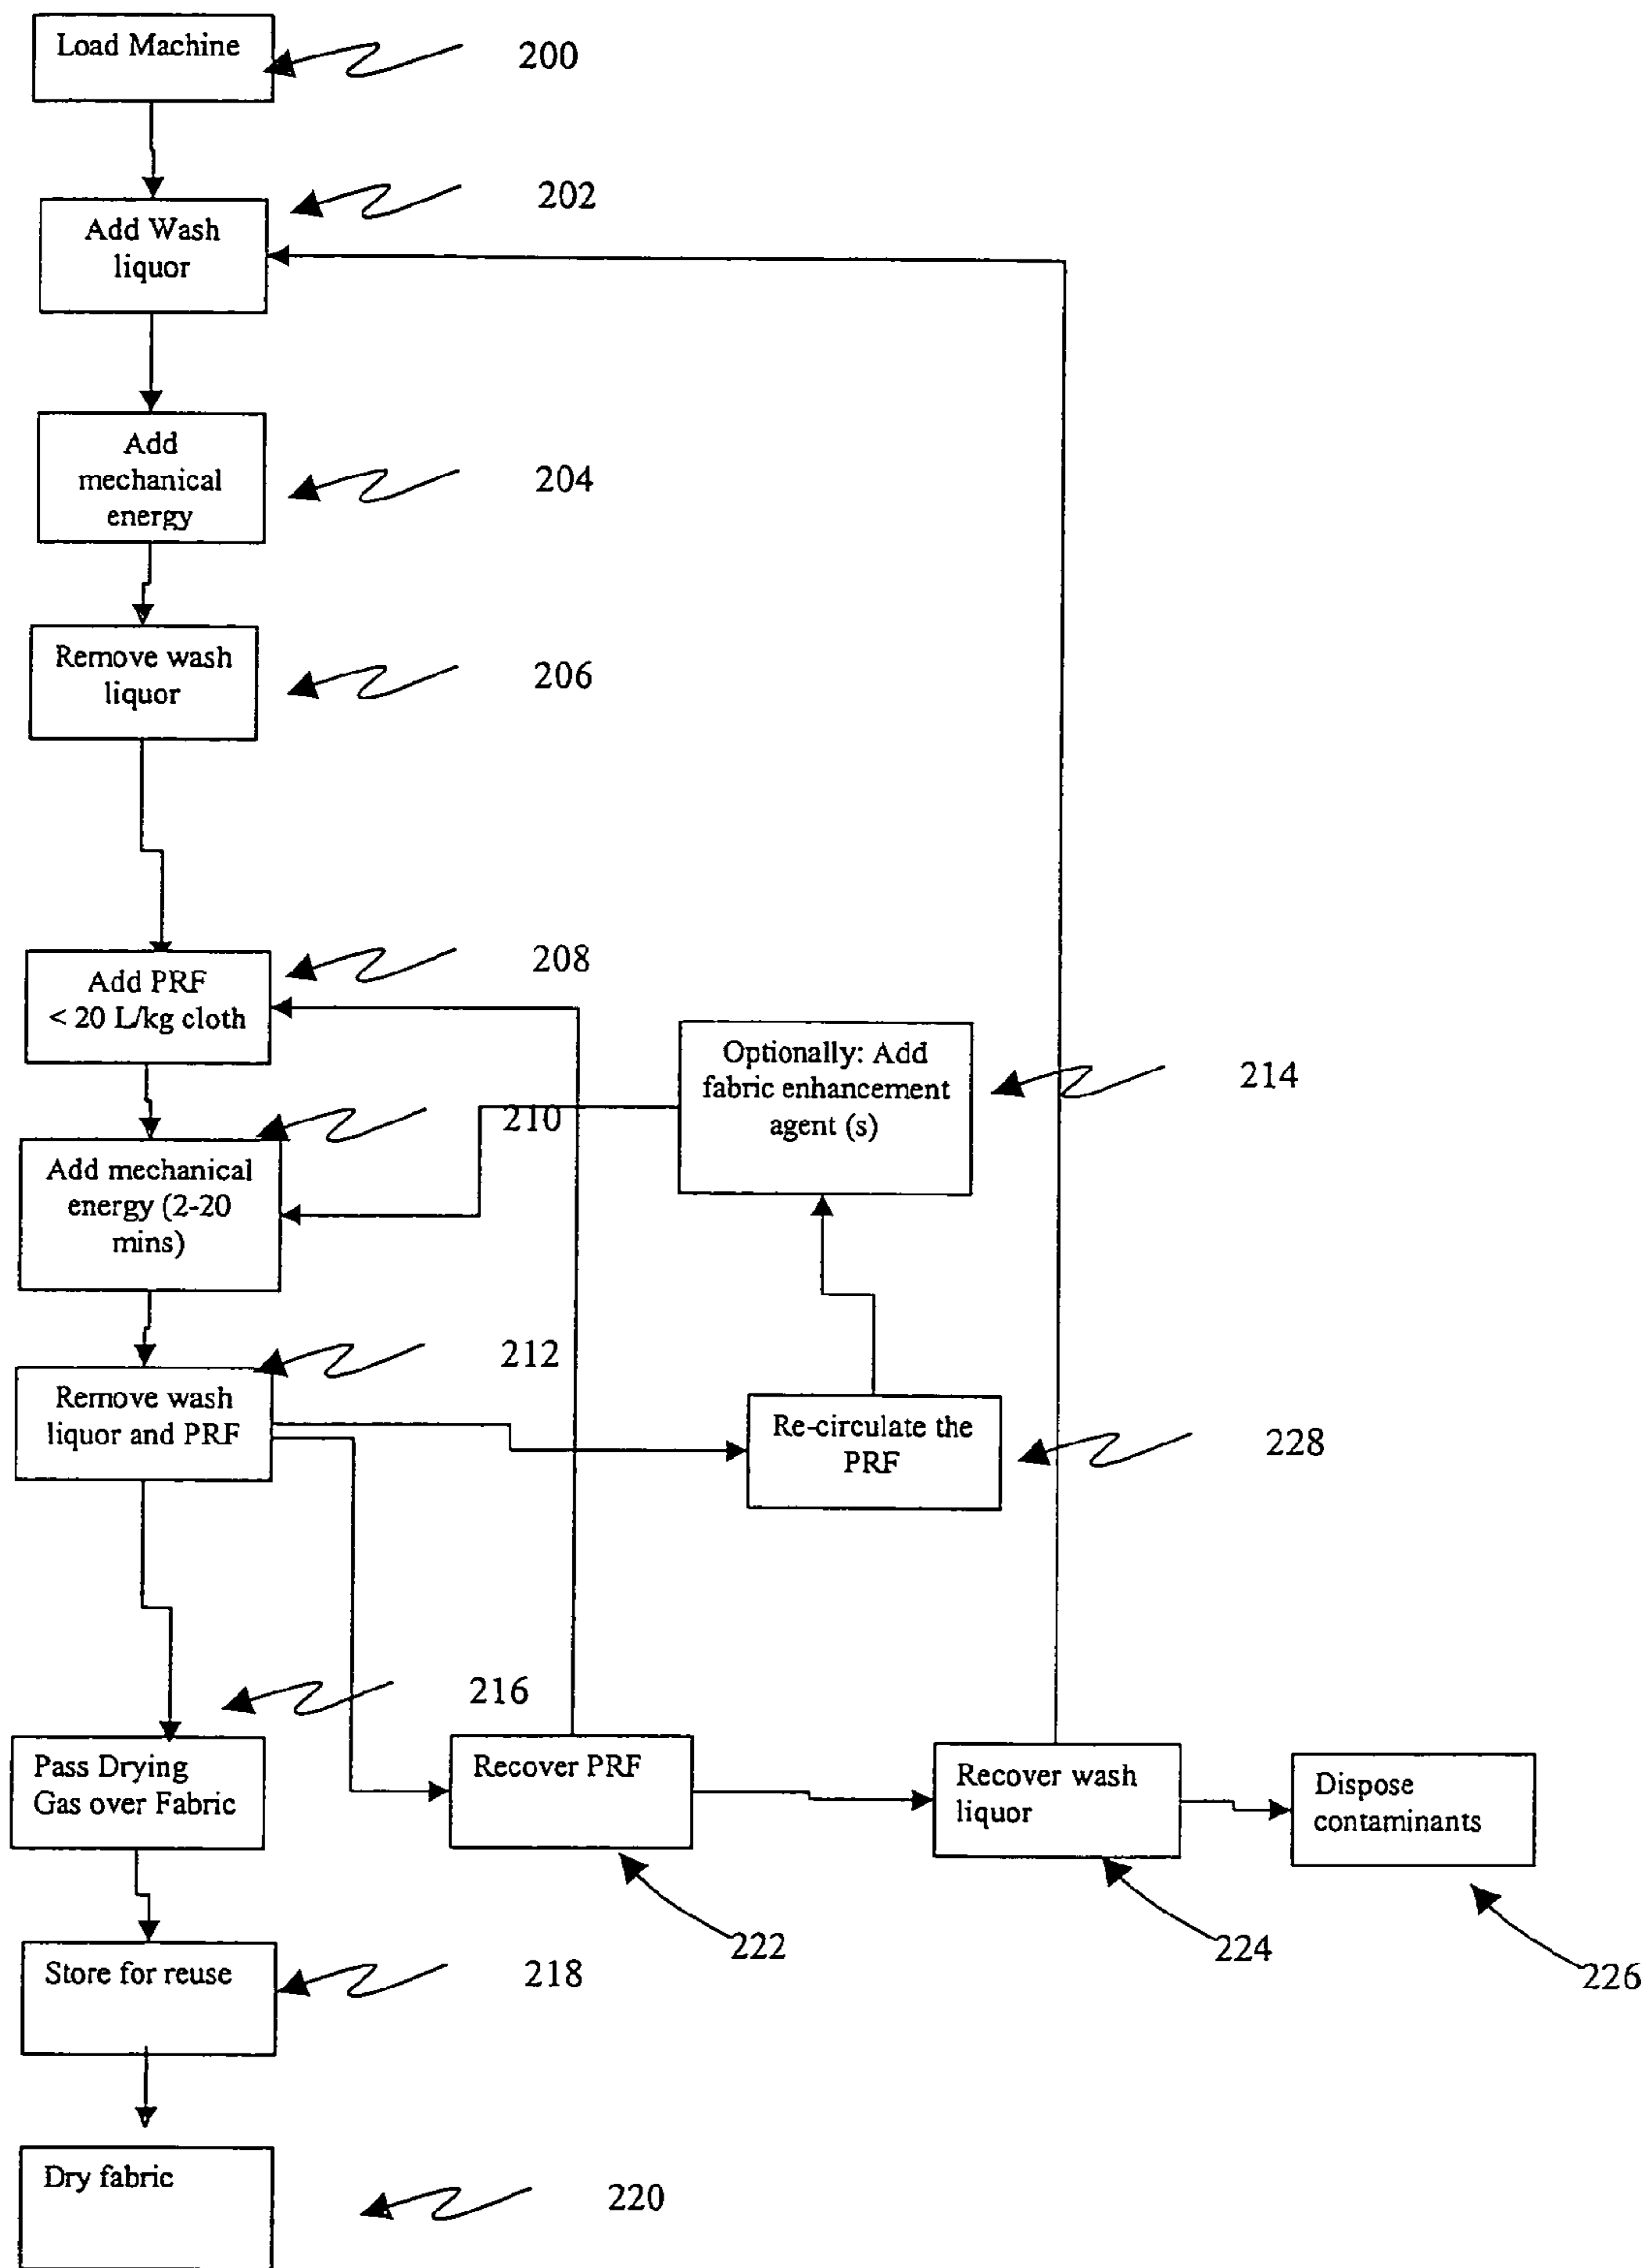 Load Machine
200
202
Add Wash
liquor
Add
mechanical
energy
204
Remove wash
liquor
206
208
Add PRF
< 20 L/kg cloth
Optionally: Add
fabric enhancement
agent (s)
214
210
Add mechanical
energy (2-20
mins)
212
Remove wash
liquor and PRF
Re-circulate the
PRF
228
216
Pass Drying
Gas over Fabric
Recover PRF
Recover wash
liquor
Dispose
contaminants
222
224
226
Store for reuse
218
Dry fabric
220